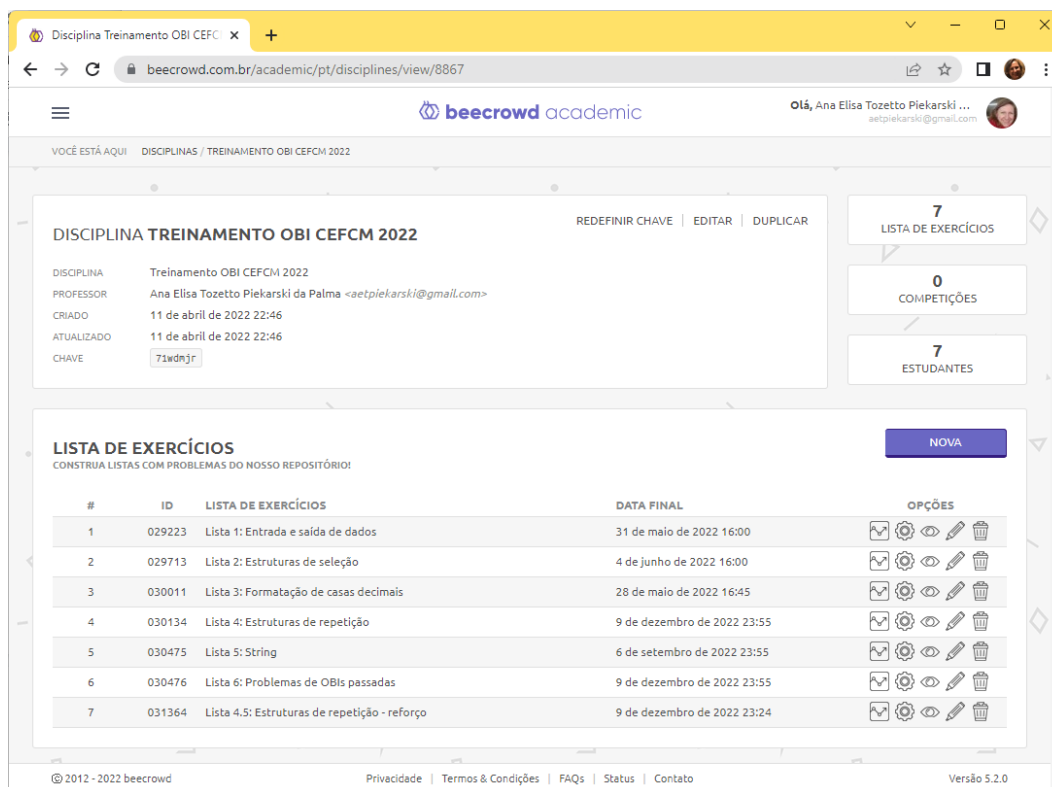 Disciplina Treinamento OBI CEFC
beecrowd.com.br/academic/pt/disciplines/view/8867
beecrowd academic
Olá, Ana Elisa Tozetto Piekarski ...
aetpiekarski@gmail.com
VOCÊ ESTÁ AQUI DISCIPLINAS / TREINAMENTO OBI CEFCM 2022
DISCIPLINA TREINAMENTO OBI CEFCM 2022
REDEFINIR CHAVE | EDITAR | DUPLICAR
DISCIPLINA Treinamento OBI CEFCM 2022
PROFESSOR Ana Elisa Tozetto Piekarski da Palma <aetpiekarski@gmail.com>
CRIADO 11 de abril de 2022 22:46
ATUALIZADO 11 de abril de 2022 22:46
CHAVE 71wdmjr
7
LISTA DE EXERCÍCIOS
0
COMPETIÇÕES
7
ESTUDANTES
LISTA DE EXERCÍCIOS
CONSTRUA LISTAS COM PROBLEMAS DO NOSSO REPOSITÓRIO!
NOVA
# ID LISTA DE EXERCÍCIOS DATA FINAL OPÇÕES
1 029223 Lista 1: Entrada e saída de dados 31 de maio de 2022 16:00
2 029713 Lista 2: Estruturas de seleção 4 de junho de 2022 16:00
3 030011 Lista 3: Formatação de casas decimais 28 de maio de 2022 16:45
4 030134 Lista 4: Estruturas de repetição 9 de dezembro de 2022 23:55
5 030475 Lista 5: String 6 de setembro de 2022 23:55
6 030476 Lista 6: Problemas de OBIs passadas 9 de dezembro de 2022 23:55
7 031364 Lista 4.5: Estruturas de repetição - reforço 9 de dezembro de 2022 23:24
© 2012 - 2022 beecrowd
Privacidade | Termos & Condições | FAQs | Status | Contato
Versão 5.2.0